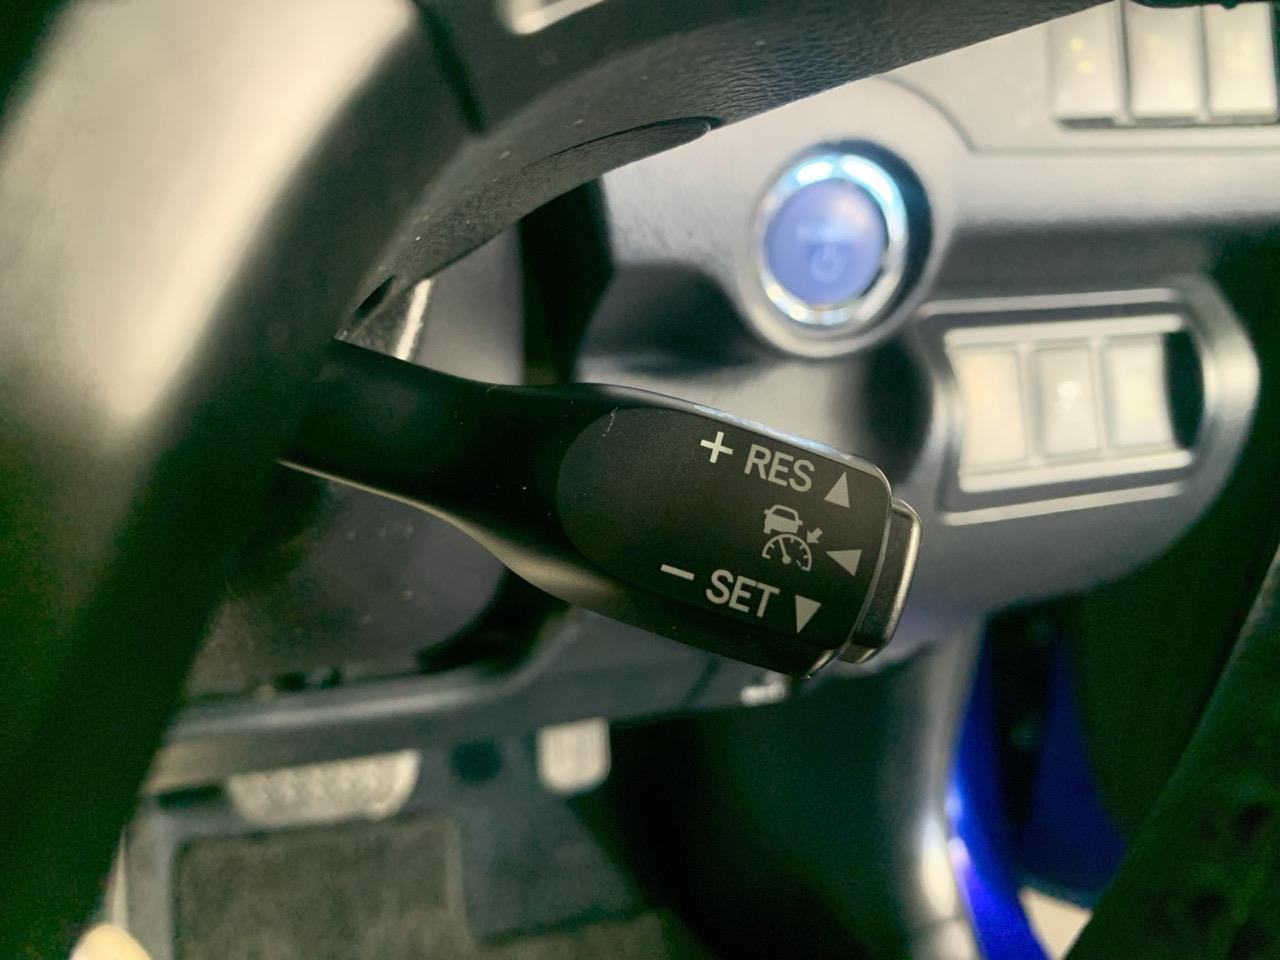 + RES
- SET